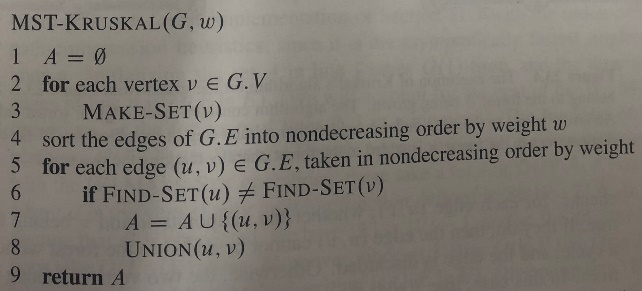 MST-KRUSKAL(G, w)
1 A = ∅
2 for each vertex v ∈ G.V
3 MAKE-SET(v)
4 sort the edges of G.E into nondecreasing order by weight w
5 for each edge (u, v) ∈ G.E, taken in nondecreasing order by weight
6 if FIND-SET(u) ≠ FIND-SET(v)
7 A = A ∪ {(u, v)}
8 UNION(u, v)
9 return A